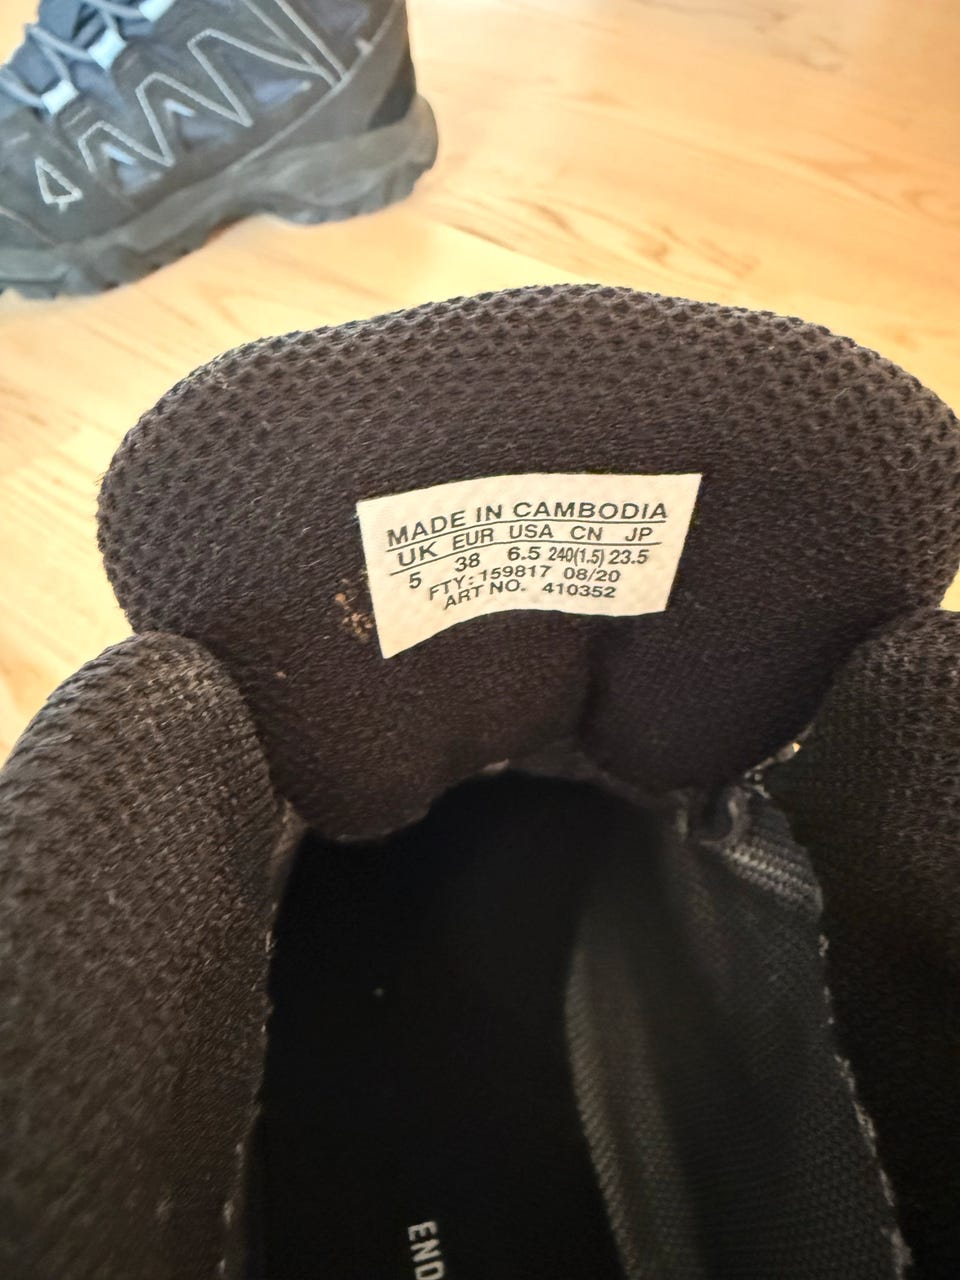 MADE IN CAMBODIA
UK EUR USA CN JP
5 38 6.5 240(1.5) 23.5
FTY: 159817 08/20
ART NO. 410352
END